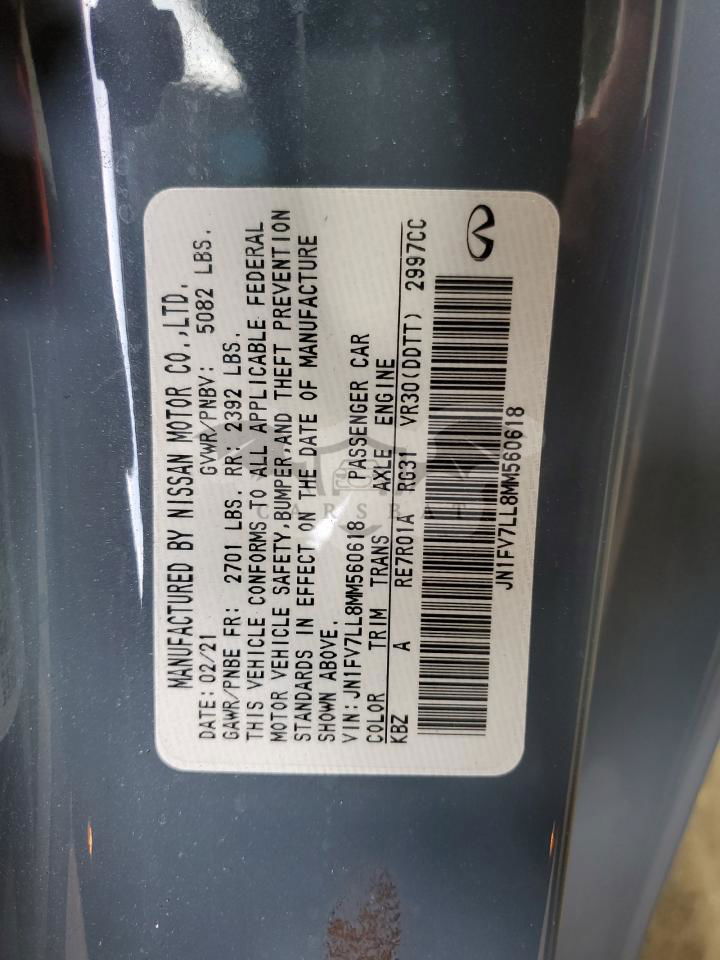 MANUFACTURED BY NISSAN MOTOR CO.,LTD.
DATE: 02/21 GVWR/PNBV: 5082 LBS.
GAWR/PNBE FR: 2701 LBS. RR: 2392 LBS.
THIS VEHICLE CONFORMS TO ALL APPLICABLE FEDERAL
MOTOR VEHICLE SAFETY,BUMPER,AND THEFT PREVENTION
STANDARDS IN EFFECT ON THE DATE OF MANUFACTURE
SHOWN ABOVE.
VIN:JN1FV7LL8MM560618 PASSENGER CAR
COLOR TRIM TRANS AXLE ENGINE
KBZ A RE7R01A RG31 VR30(DDTT) 2997CC
JN1FV7LL8MM560618